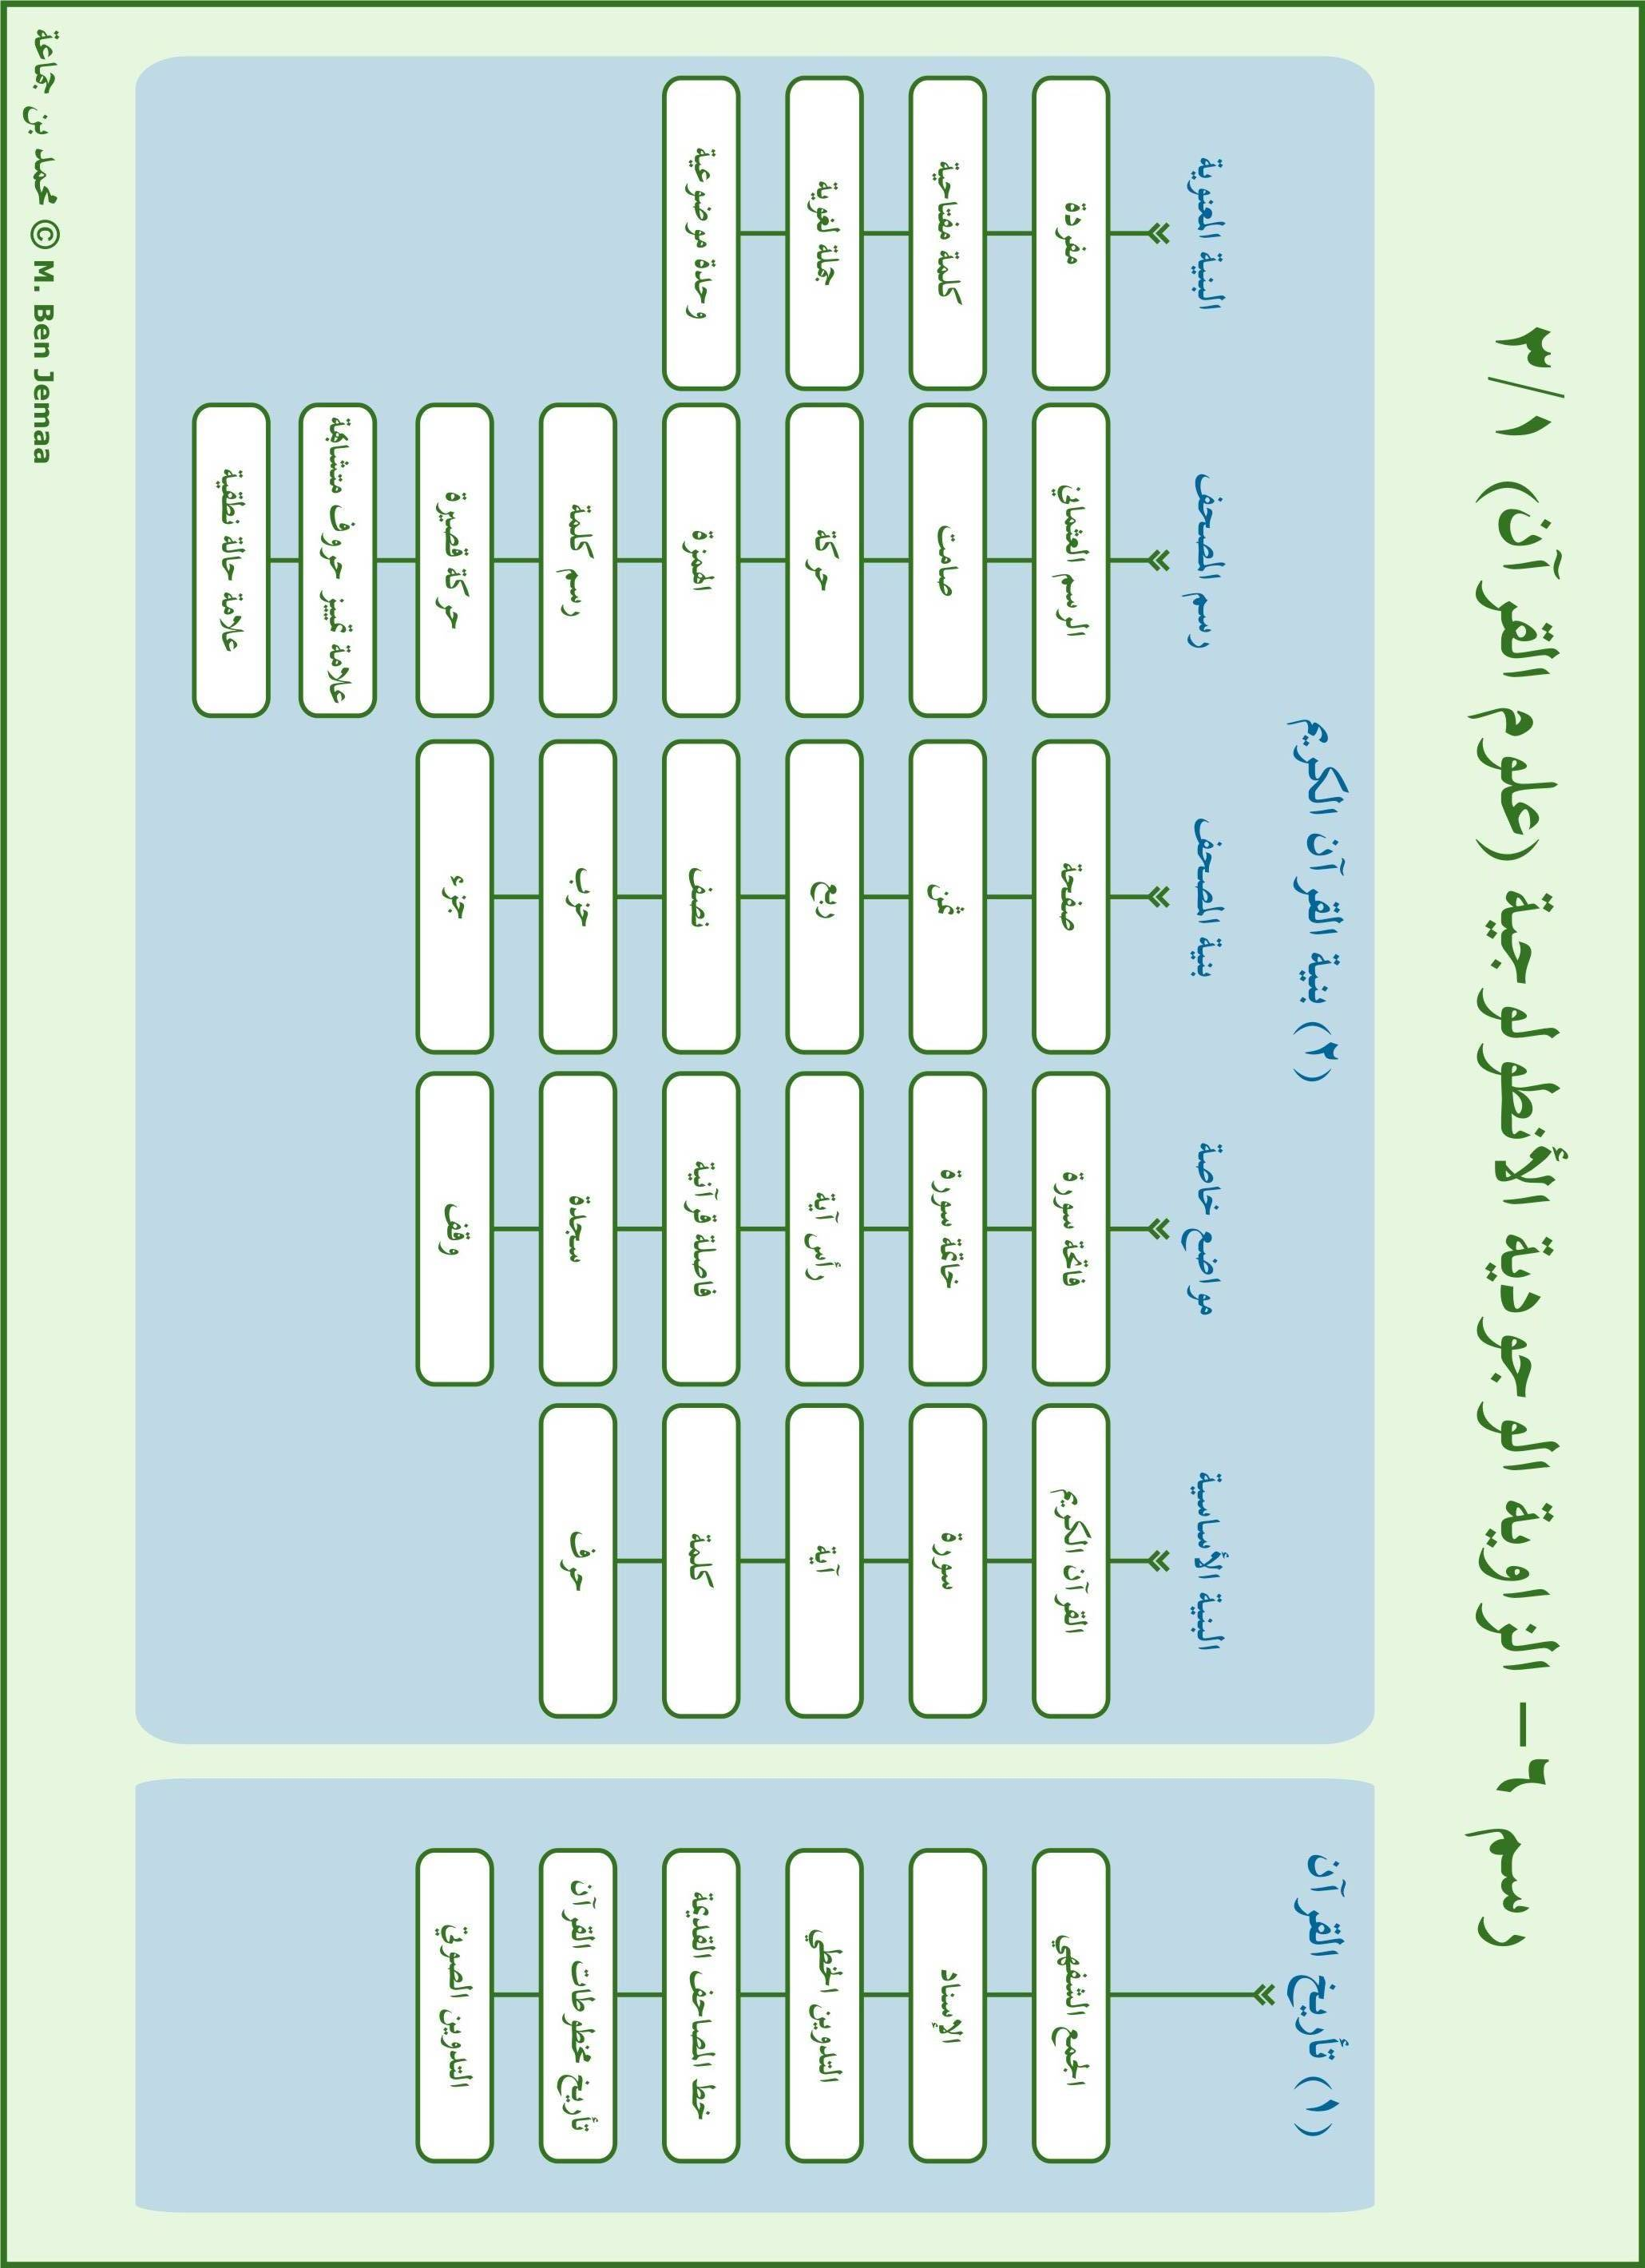 رسم ٦ – الزاوية الوجودية الأنطولوجية (علوم القرآن) ٣/١
(١) تأريخ القرآن
الجمع الشفهي
الإسناد
التدوين الخطي
خط المصاحف القديمة
تأريخ مخطوطات القرآن
التدوين الصوتي
(٢) بنية القرآن الكريم
البنية الأساسية
القرآن الكريم
سورة
آية
كلمة
حرف
مواضع خاصة
فاتحة سورة
خاتمة سورة
رأس آية
فاصلة قرآنية
سجدة
وقف
بنية المصحف
صفحة
ثمن
ربع
نصف
حزب
جزء
رسم المصحف
الرسم العثماني
صامت
حركة
الهمزة
رسم كلمة
حركة قصيرة
علامة تمييز حروف متشابهة
علامة حالة نطقية
البنية المعنوية
مفردة
كلمة مفتاحية
جملة لغوية
وحدة موضوعية
محمد بن جماعة © M. Ben Jemaa